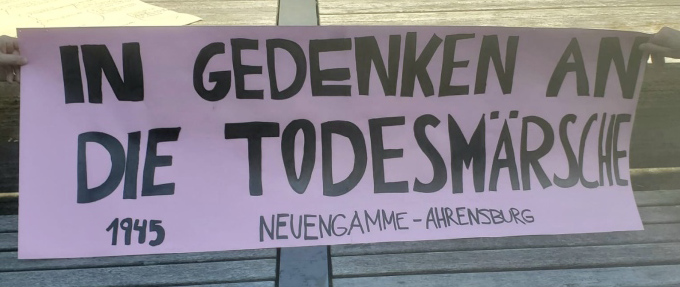 IN GEDENKEN AN
DIE TODESMÄRSCHE
1945 NEUENGAMME-AHRENSBURG